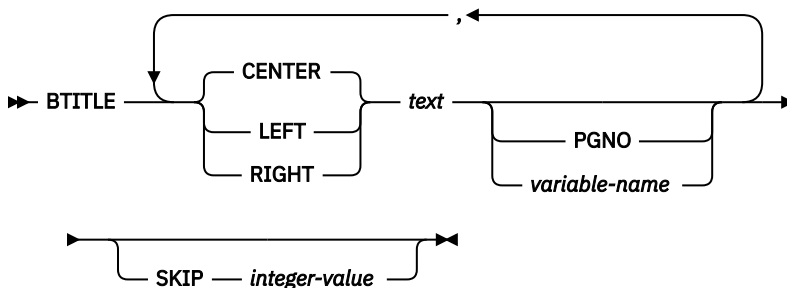 ,
CENTER
BTITLE text
LEFT
PGNO
RIGHT
variable-name
SKIP integer-value